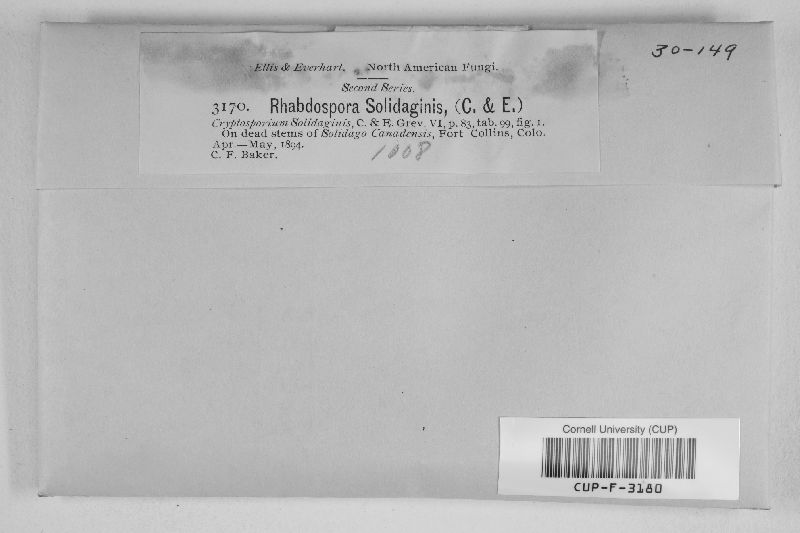 30-149
Ellis & Everhart. North American Fungi.
Second Series.
3170. Rhabdospora Solidaginis, (C. & E.)
Cryptosporium Solidaginis, C. & E. Grev. VI, p. 83, tab. 99, fig. 1.
On dead stems of Solidago Canadensis, Fort Collins, Colo.
Apr.—May, 1894.
C. F. Baker.
1008
Cornell University (CUP)
CUP-F-3180